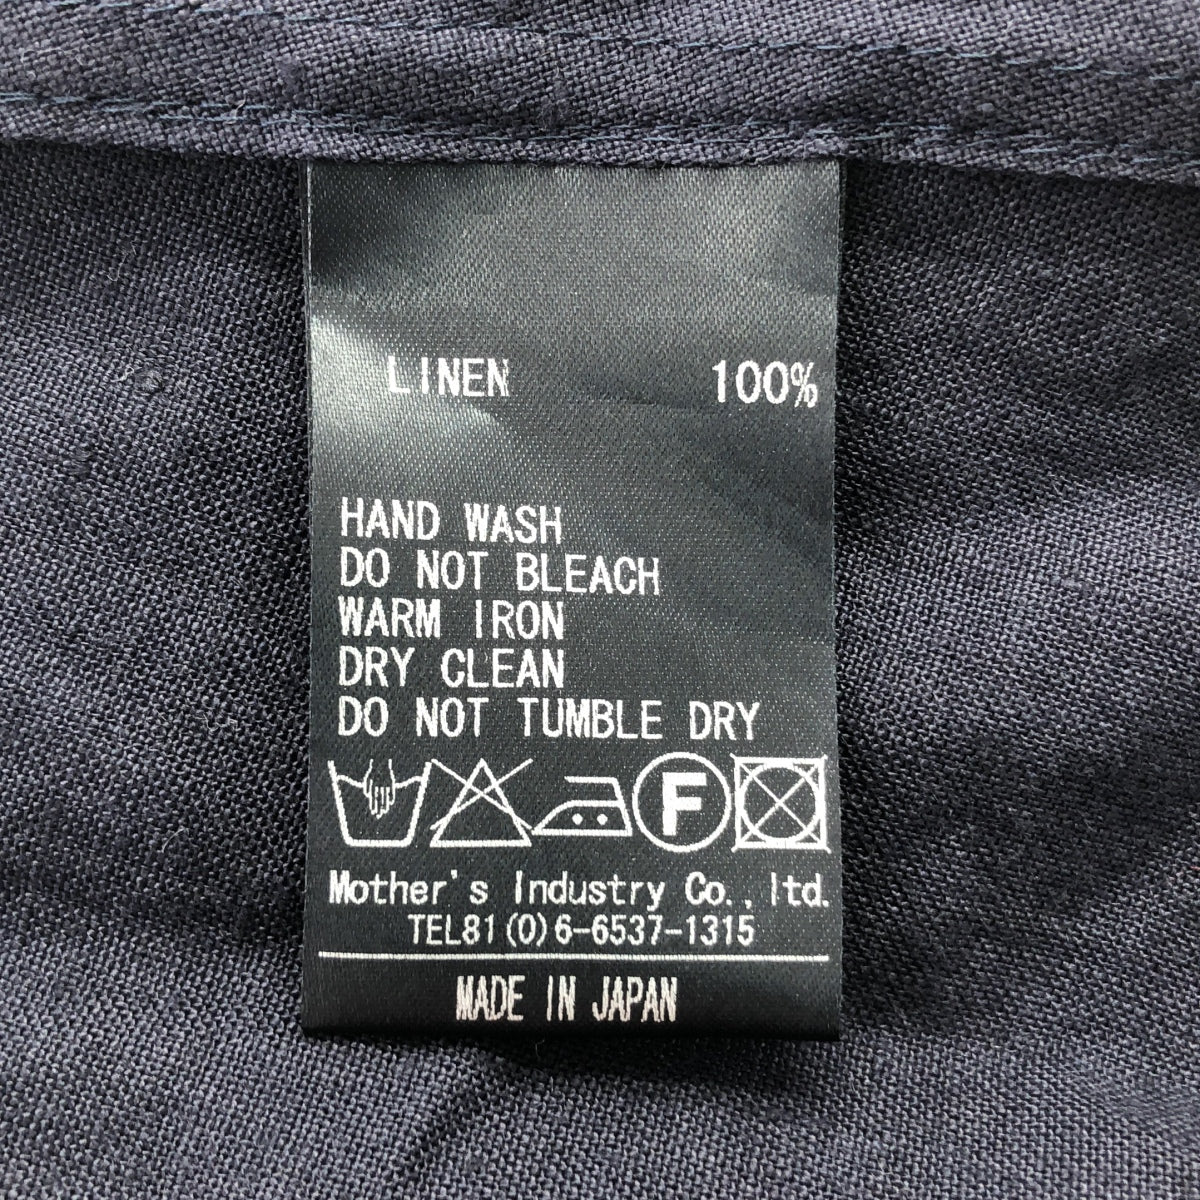 LINEN 100%
HAND WASH
DO NOT BLEACH
WARM IRON
DRY CLEAN
DO NOT TUMBLE DRY
F
Mother's Industry Co., ltd.
TEL81(0)6-6537-1315
MADE IN JAPAN